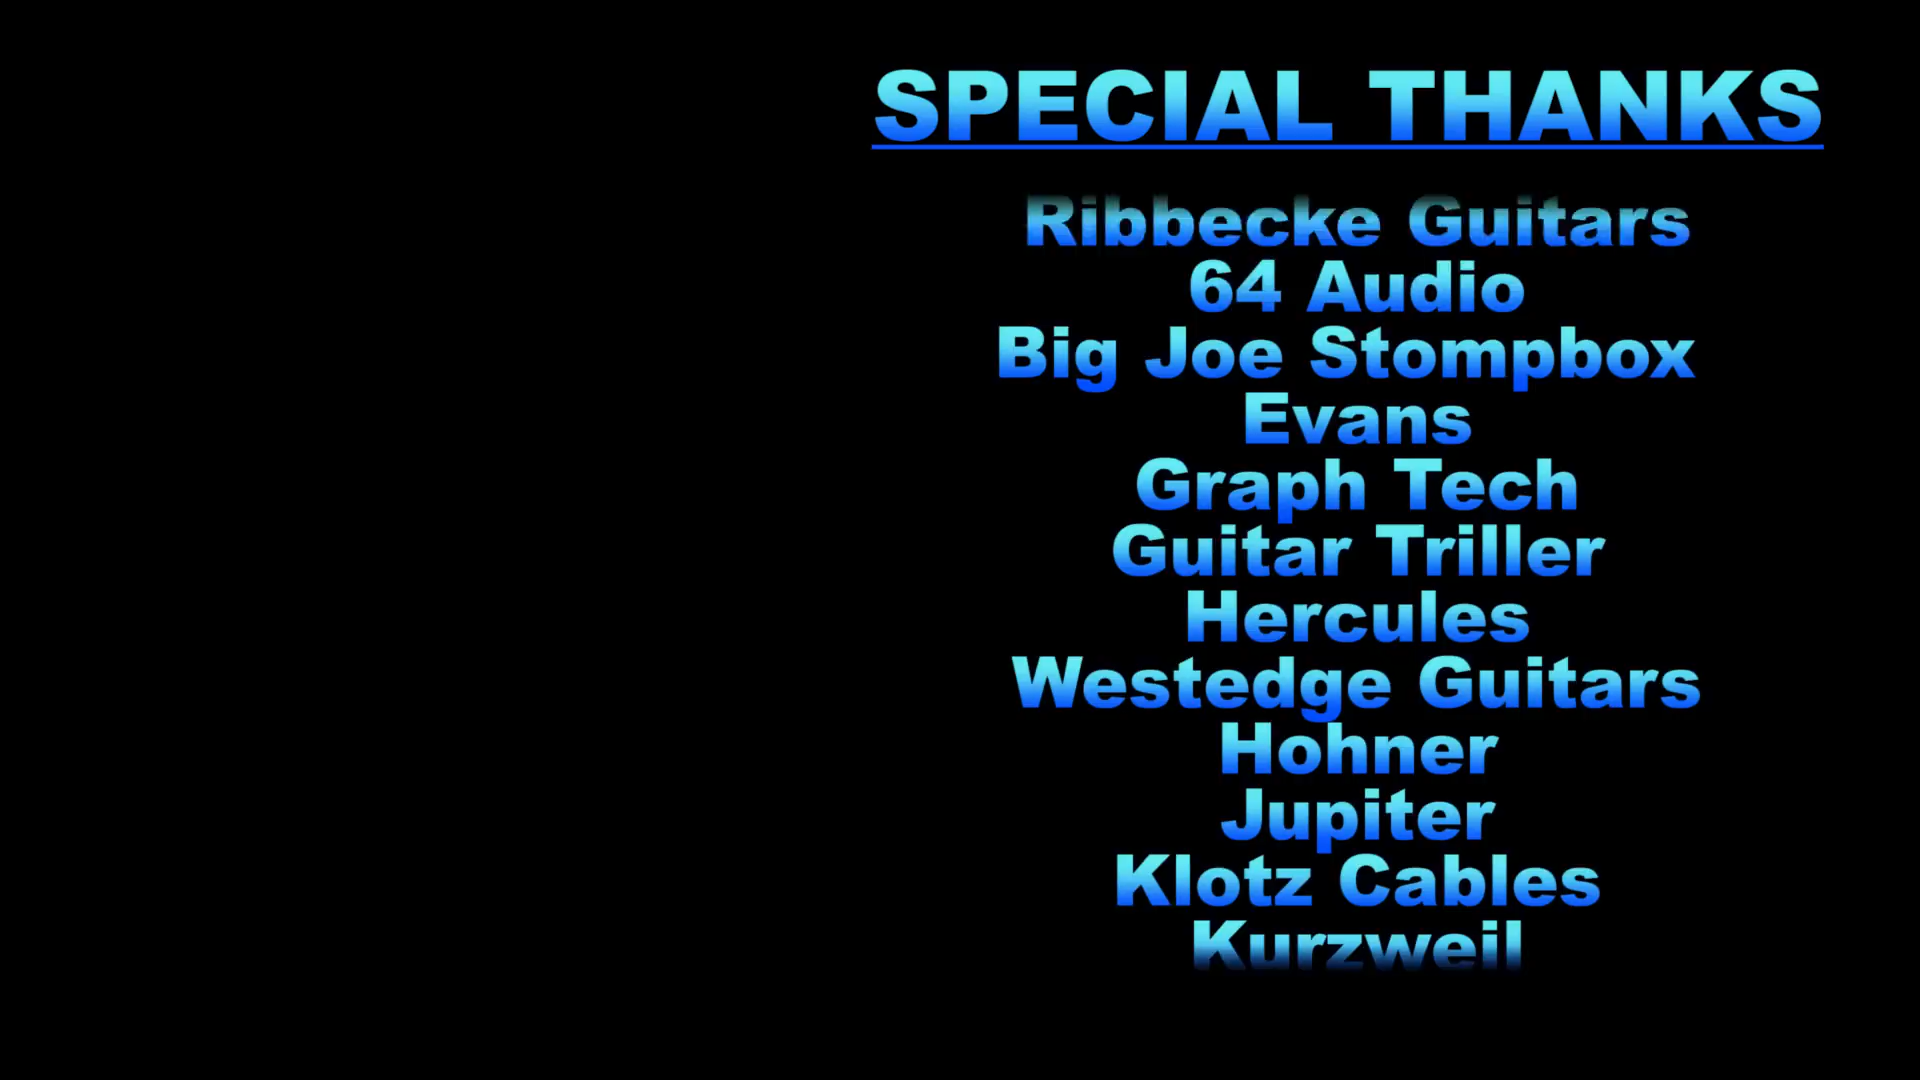 SPECIAL THANKS
Ribbecke Guitars
64 Audio
Big Joe Stompbox
Evans
Graph Tech
Guitar Triller
Hercules
Westedge Guitars
Hohner
Jupiter
Klotz Cables
Kurzweil